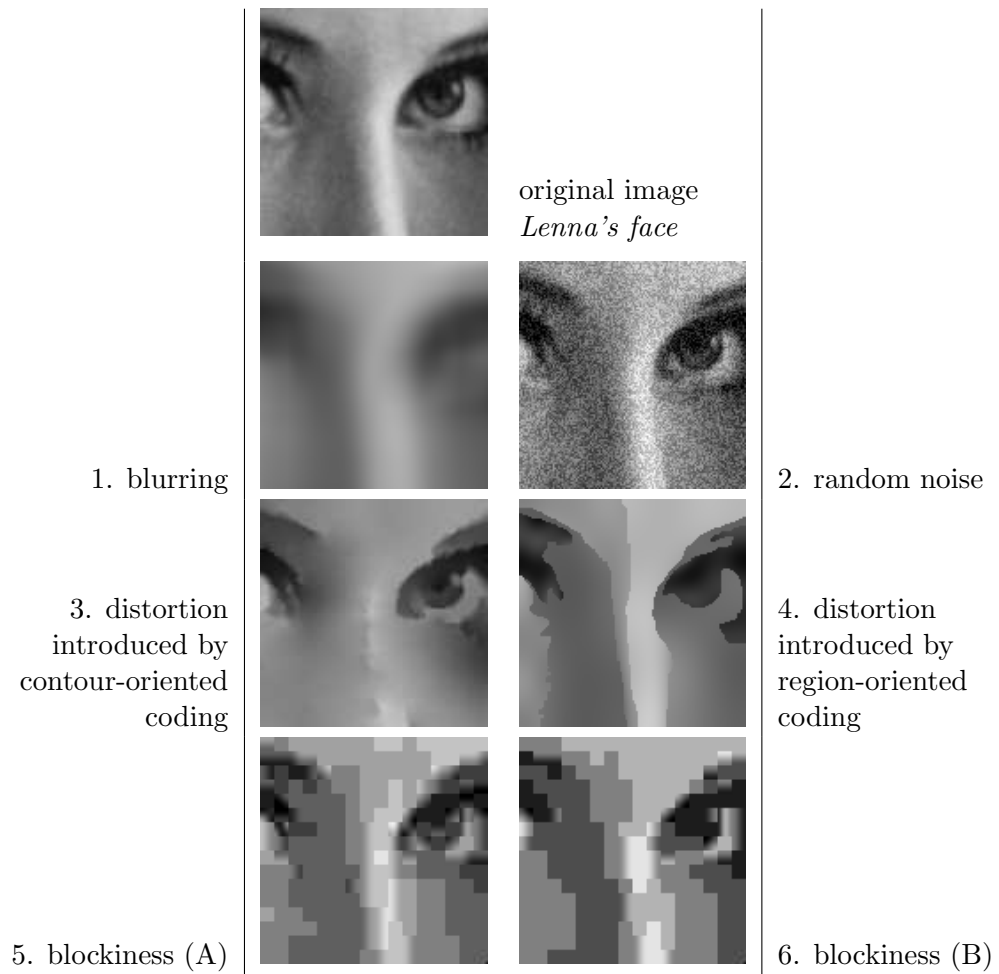 original image
Lenna's face
1. blurring
2. random noise
3. distortion
introduced by
contour-oriented
coding
4. distortion
introduced by
region-oriented
coding
5. blockiness (A)
6. blockiness (B)